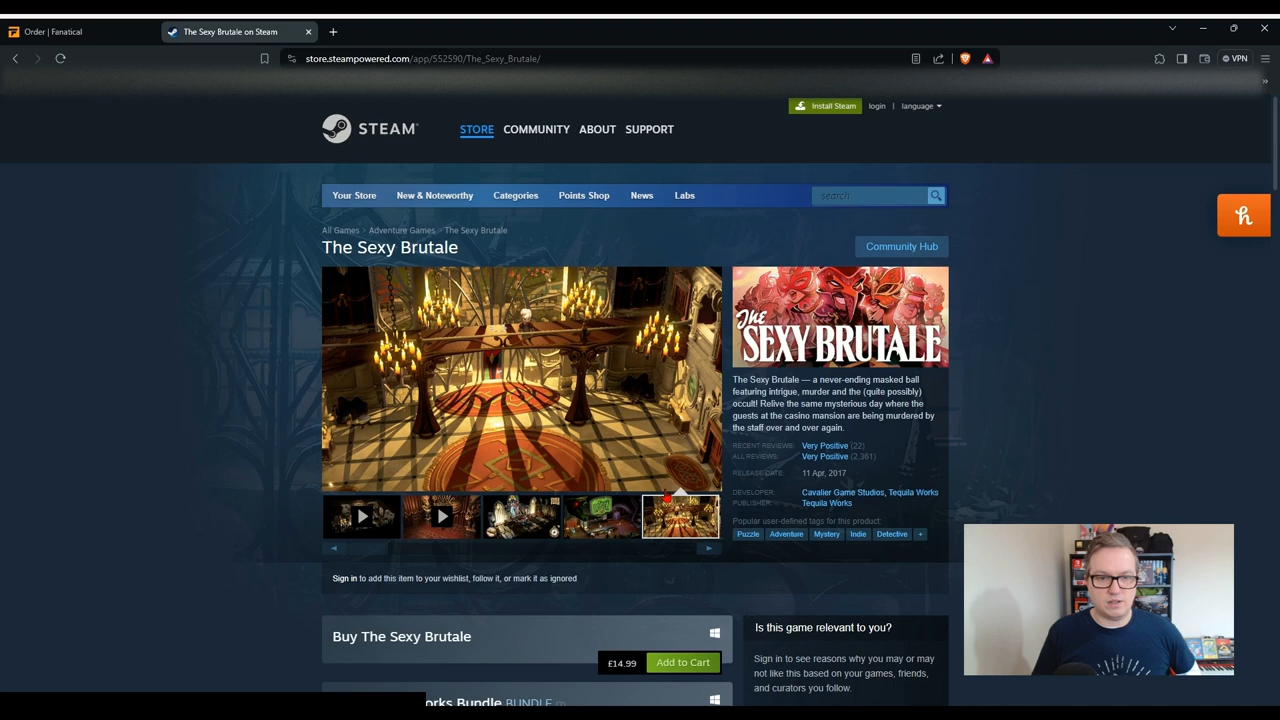 Order | Fanatical
The Sexy Brutale on Steam
store.steampowered.com/app/552590/The_Sexy_Brutale/
VPN
Install Steam
login
language
STEAM
STORE
COMMUNITY
ABOUT
SUPPORT
Your Store
New & Noteworthy
Categories
Points Shop
News
Labs
search
All Games > Adventure Games > The Sexy Brutale
The Sexy Brutale
Community Hub
The
SEXY BRUTALE
The Sexy Brutale — a never-ending masked ball
featuring intrigue, murder and the (quite possibly)
occult! Relive the same mysterious day where the
guests at the casino mansion are being murdered by
the staff over and over again.
RECENT REVIEWS: Very Positive (22)
ALL REVIEWS: Very Positive (2,361)
RELEASE DATE: 11 Apr, 2017
DEVELOPER: Cavalier Game Studios, Tequila Works
PUBLISHER: Tequila Works
Popular user-defined tags for this product:
Puzzle Adventure Mystery Indie Detective +
Sign in to add this item to your wishlist, follow it, or mark it as ignored
Buy The Sexy Brutale
£14.99
Add to Cart
Is this game relevant to you?
Sign in to see reasons why you may or may
not like this based on your games, friends,
and curators you follow.
orks Bundle BUNDLE